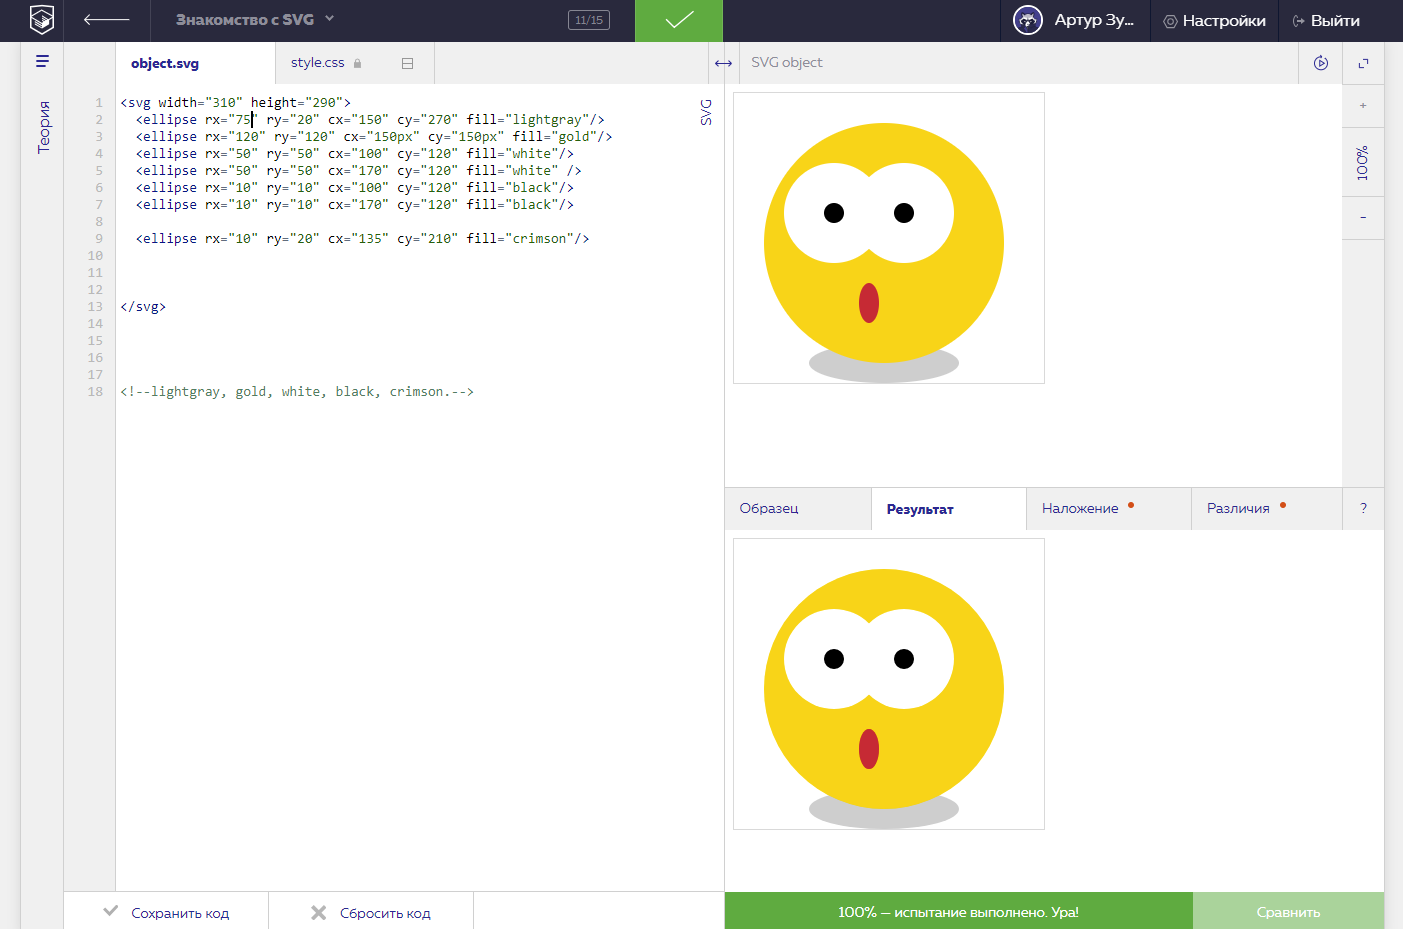 Знакомство с SVG
11/15
Артур Зу...
Настройки
Выйти
Теория
object.svg
style.css
SVG object
SVG
+
100%
-
1 <svg width="310" height="290">
2 <ellipse rx="75" ry="20" cx="150" cy="270" fill="lightgray"/>
3 <ellipse rx="120" ry="120" cx="150px" cy="150px" fill="gold"/>
4 <ellipse rx="50" ry="50" cx="100" cy="120" fill="white"/>
5 <ellipse rx="50" ry="50" cx="170" cy="120" fill="white" />
6 <ellipse rx="10" ry="10" cx="100" cy="120" fill="black"/>
7 <ellipse rx="10" ry="10" cx="170" cy="120" fill="black"/>
8
9 <ellipse rx="10" ry="20" cx="135" cy="210" fill="crimson"/>
10
11
12
13 </svg>
14
15
16
17
18 <!--lightgray, gold, white, black, crimson.-->
Образец
Результат
Наложение
Различия
?
Сохранить код
Сбросить код
100% — испытание выполнено. Ура!
Сравнить